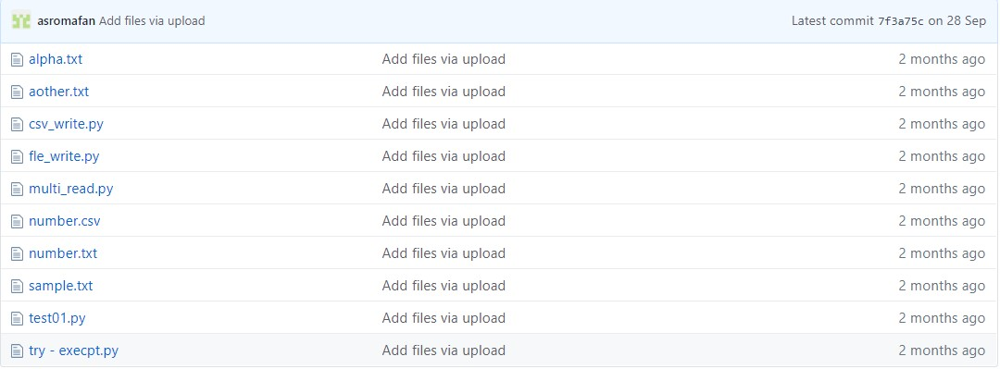 asromafan Add files via upload Latest commit 7f3a75c on 28 Sep
alpha.txt Add files via upload 2 months ago
aother.txt Add files via upload 2 months ago
csv_write.py Add files via upload 2 months ago
fle_write.py Add files via upload 2 months ago
multi_read.py Add files via upload 2 months ago
number.csv Add files via upload 2 months ago
number.txt Add files via upload 2 months ago
sample.txt Add files via upload 2 months ago
test01.py Add files via upload 2 months ago
try - execpt.py Add files via upload 2 months ago